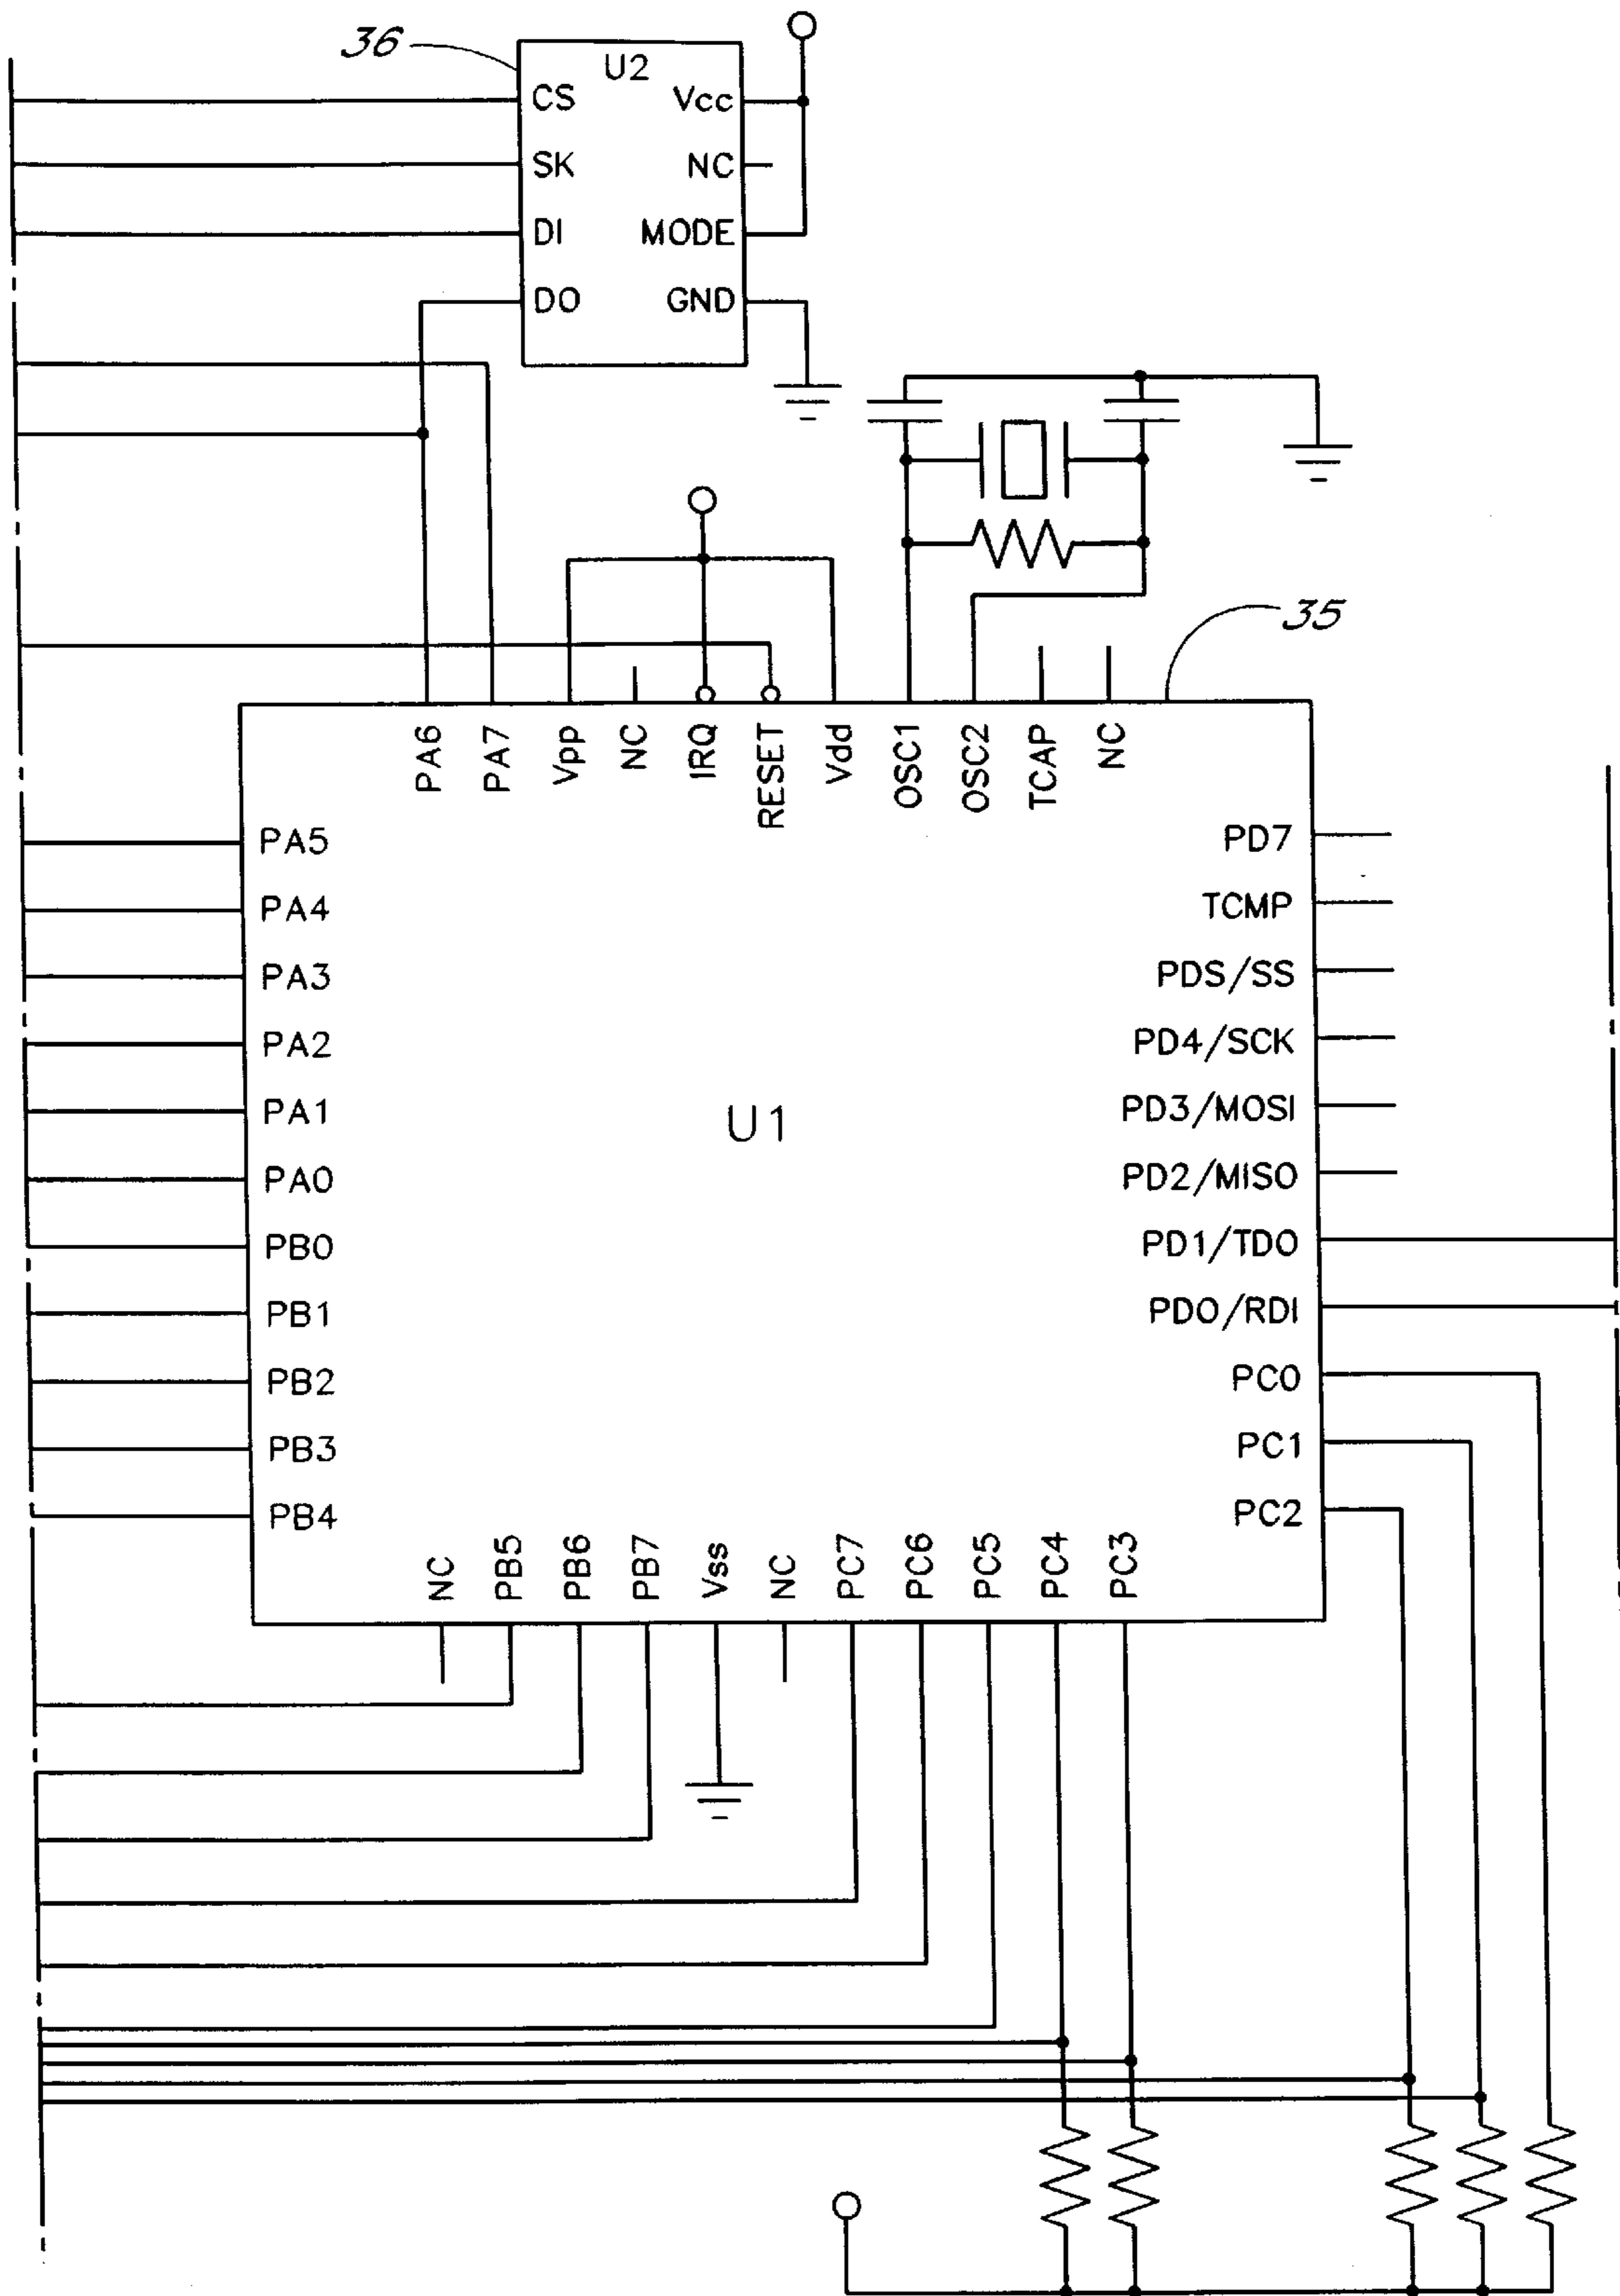 36
U2
CS Vcc
SK NC
DI MODE
DO GND
35
PA6
PA7
Vpp
NC
IRQ
RESET
Vdd
OSC1
OSC2
TCAP
NC
PA5
PA4
PA3
PA2
PA1
PA0
PB0
PB1
PB2
PB3
PB4
U1
PD7
TCMP
PDS/SS
PD4/SCK
PD3/MOSI
PD2/MISO
PD1/TDO
PD0/RDI
PC0
PC1
PC2
NC
PB5
PB6
PB7
Vss
NC
PC7
PC6
PC5
PC4
PC3